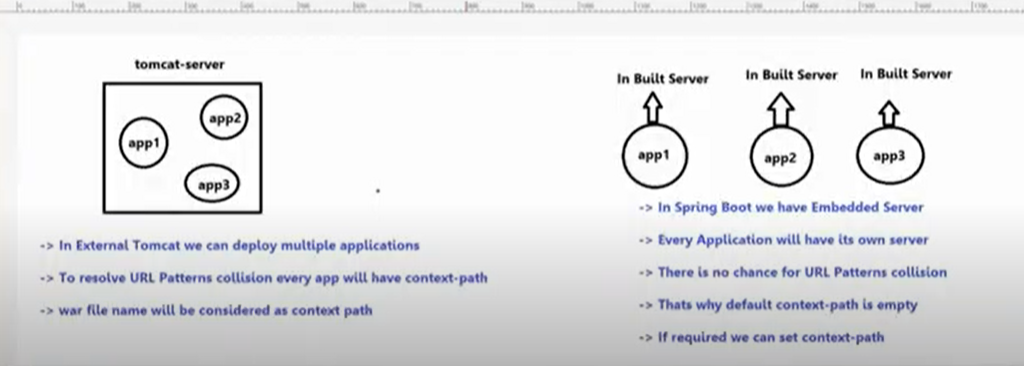 tomcat-server
app1
app2
app3
-> In External Tomcat we can deploy multiple applications
-> To resolve URL Patterns collision every app will have context-path
-> war file name will be considered as context path
In Built Server
In Built Server
In Built Server
app1
app2
app3
-> In Spring Boot we have Embedded Server
-> Every Application will have its own server
-> There is no chance for URL Patterns collision
-> Thats why default context-path is empty
-> If required we can set context-path